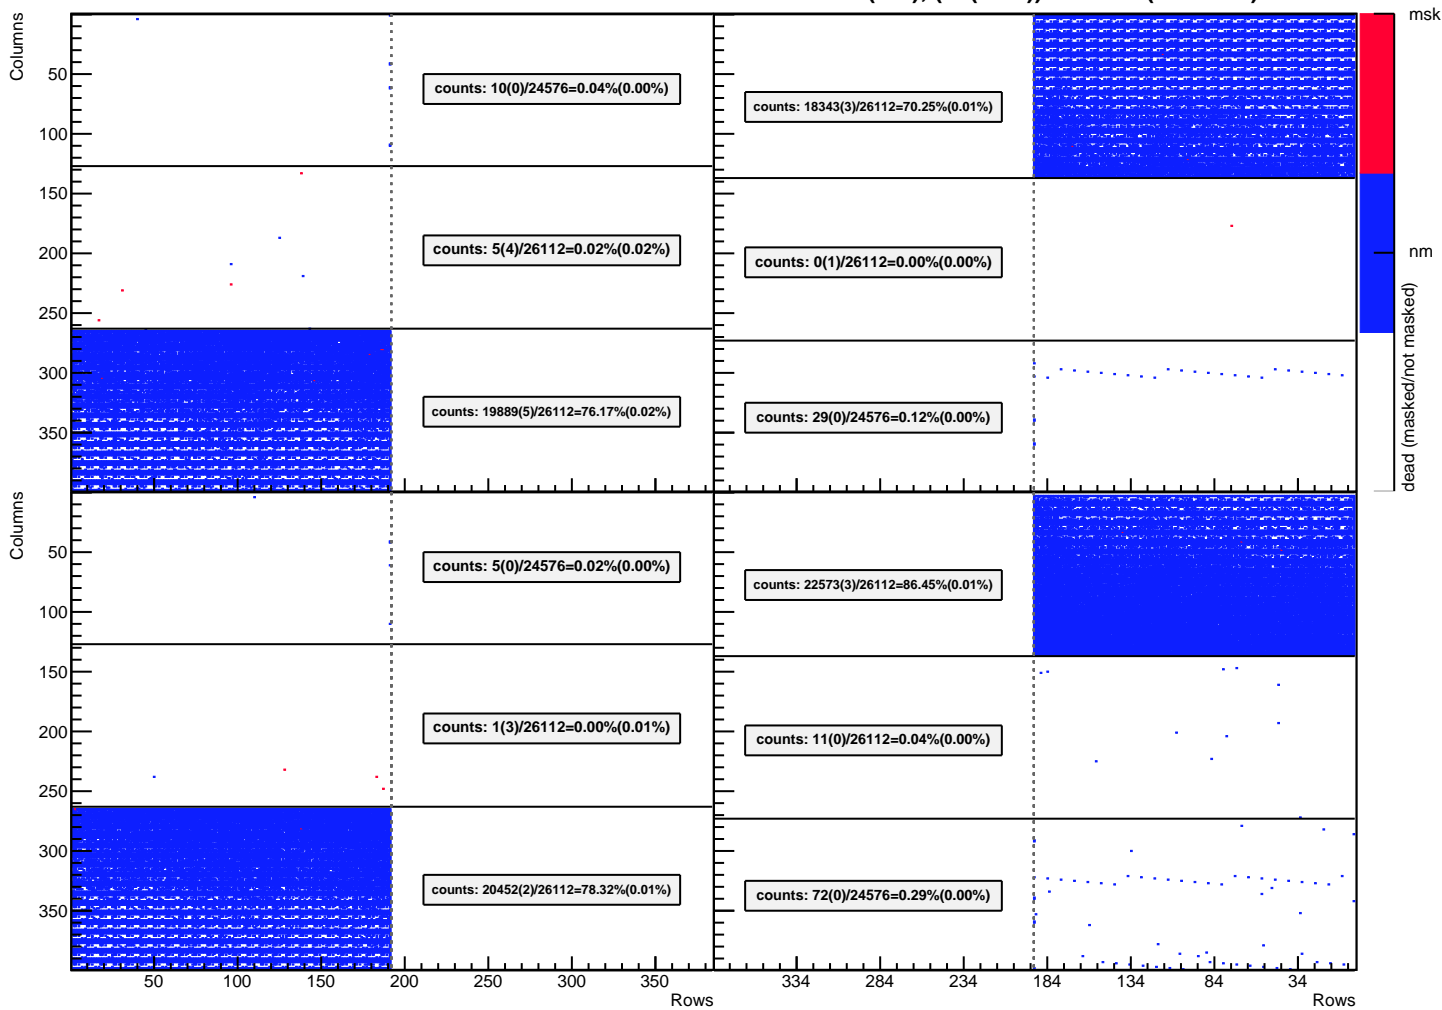 msk
nm
dead (masked/not masked)
Columns
50
100
150
200
250
300
350
counts: 10(0)/24576=0.04%(0.00%)
counts: 5(4)/26112=0.02%(0.02%)
counts: 19889(5)/26112=76.17%(0.02%)
counts: 18343(3)/26112=70.25%(0.01%)
counts: 0(1)/26112=0.00%(0.00%)
counts: 29(0)/24576=0.12%(0.00%)
Columns
50
100
150
200
250
300
350
counts: 5(0)/24576=0.02%(0.00%)
counts: 1(3)/26112=0.00%(0.01%)
counts: 20452(2)/26112=78.32%(0.01%)
counts: 22573(3)/26112=86.45%(0.01%)
counts: 11(0)/26112=0.04%(0.00%)
counts: 72(0)/24576=0.29%(0.00%)
50 100 150 200 250 300 350
Rows
334 284 234 184 134 84 34
Rows